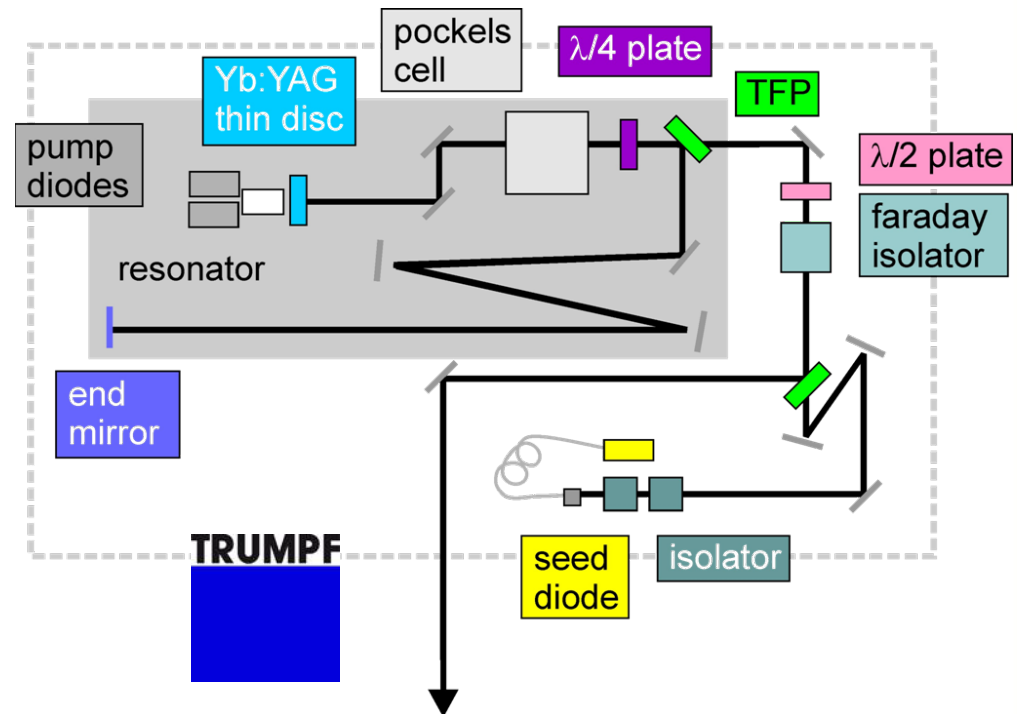 pockels
cell
λ/4 plate
Yb:YAG
thin disc
TFP
pump
diodes
λ/2 plate
faraday
isolator
resonator
end
mirror
TRUMPF
seed
diode
isolator